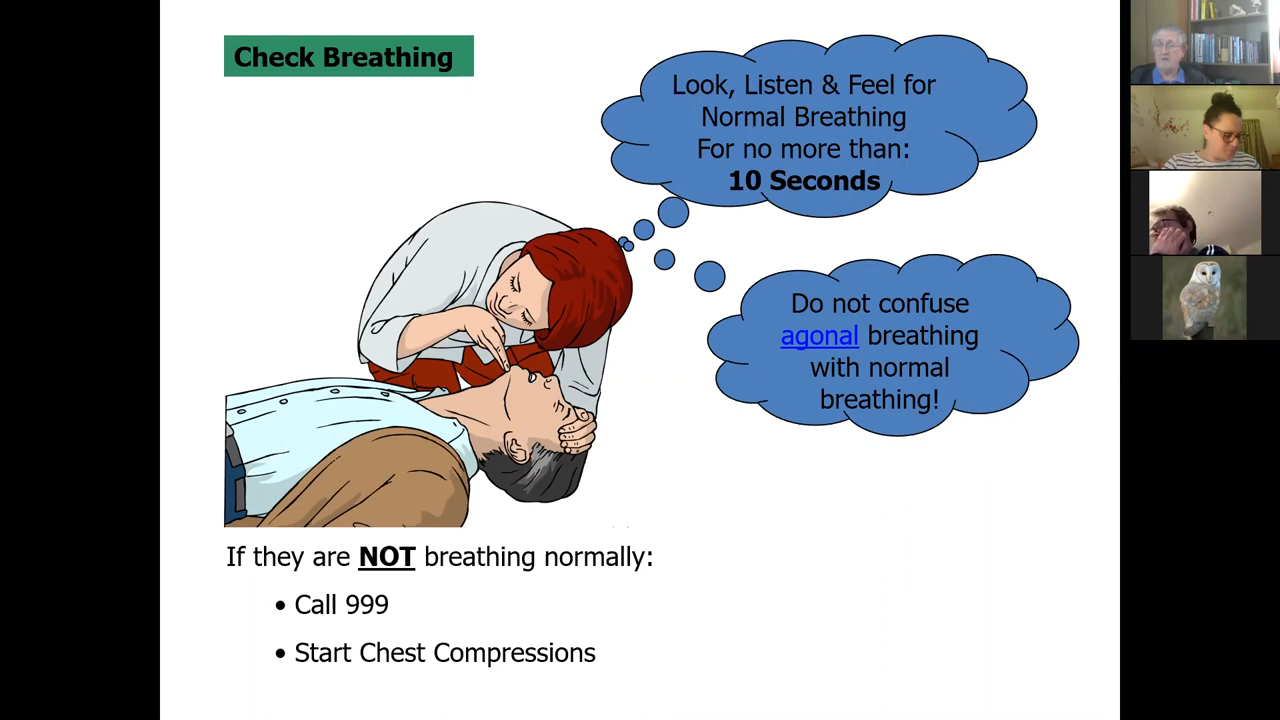 Check Breathing
Look, Listen & Feel for
Normal Breathing
For no more than:
10 Seconds
Do not confuse
agonal breathing
with normal
breathing!
If they are NOT breathing normally:
• Call 999
• Start Chest Compressions